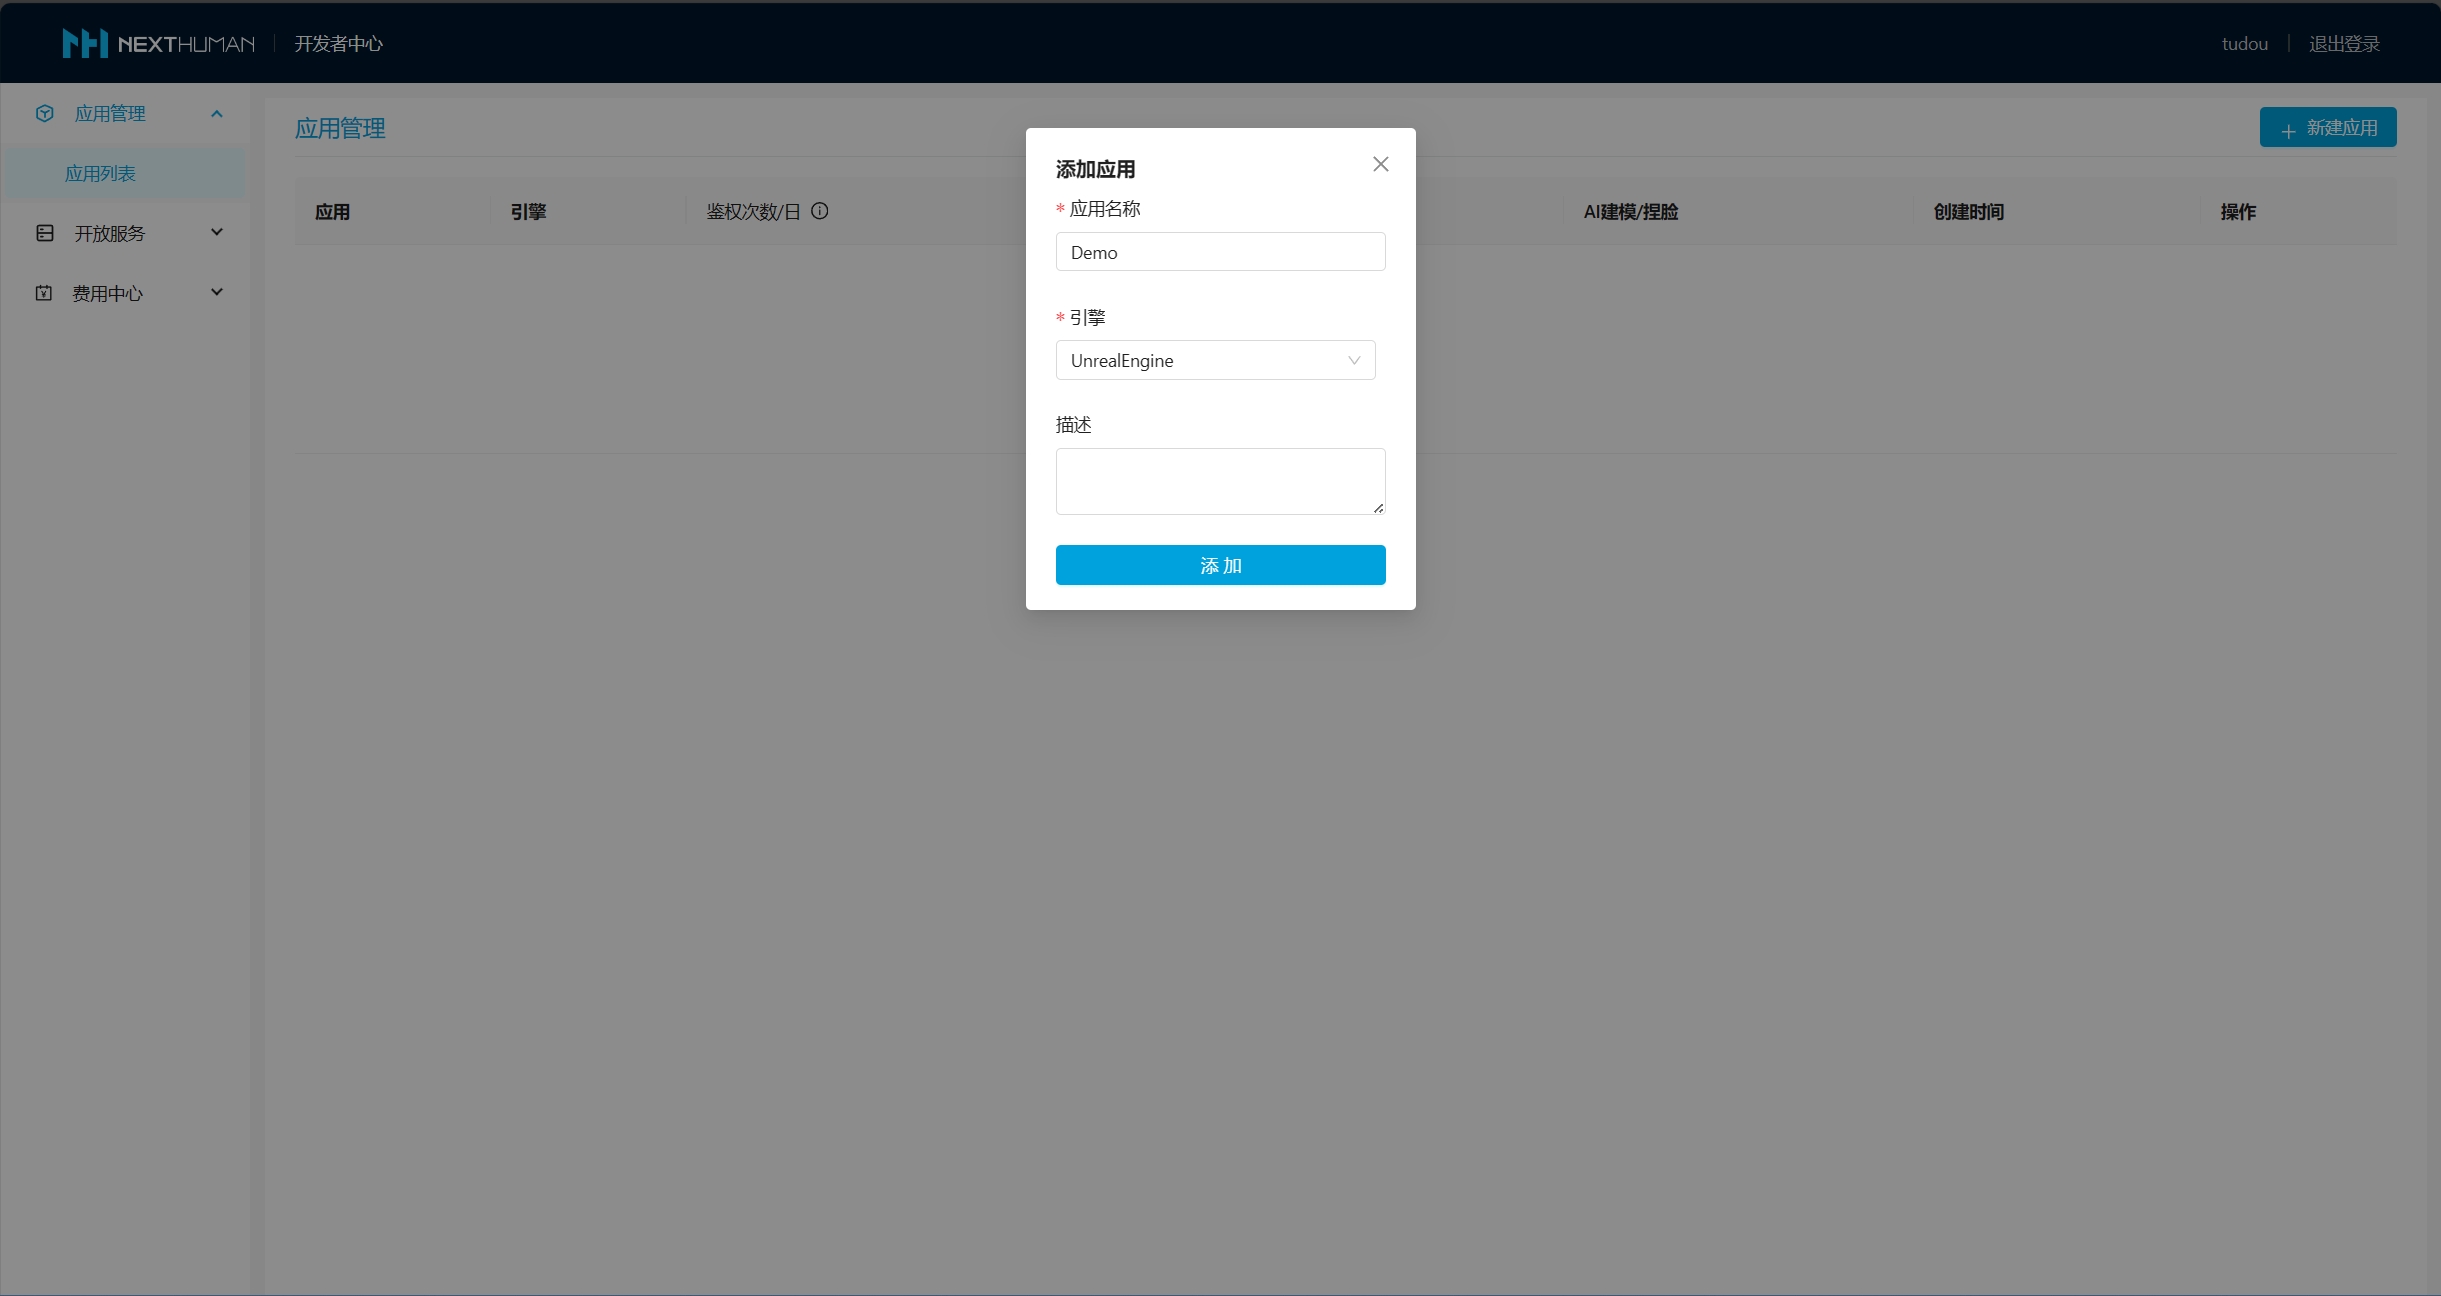 NEXTHUMAN 开发者中心 tudou 退出登录
应用管理
应用列表
开放服务
费用中心
应用管理
+ 新建应用
应用 引擎 鉴权次数/日 AI建模/捏脸 创建时间 操作
添加应用
* 应用名称
Demo
* 引擎
UnrealEngine
描述
添 加